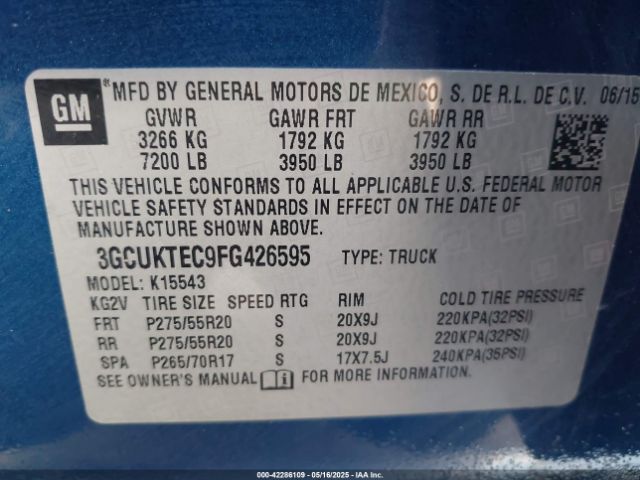 GM ® MFD BY GENERAL MOTORS DE MEXICO, S. DE R.L. DE C.V. 06/15
GVWR GAWR FRT GAWR RR
3266 KG 1792 KG 1792 KG
7200 LB 3950 LB 3950 LB
THIS VEHICLE CONFORMS TO ALL APPLICABLE U.S. FEDERAL MOTOR
VEHICLE SAFETY STANDARDS IN EFFECT ON THE DATE OF
MANUFACTURE SHOWN ABOVE.
3GCUKTEC9FG426595 TYPE: TRUCK
MODEL: K15543
KG2V TIRE SIZE SPEED RTG RIM COLD TIRE PRESSURE
FRT P275/55R20 S 20X9J 220KPA(32PSI)
RR P275/55R20 S 20X9J 220KPA(32PSI)
SPA P265/70R17 S 17X7.5J 240KPA(35PSI)
SEE OWNER'S MANUAL i FOR MORE INFORMATION.
000-42286109 - 05/16/2025 - IAAI.com